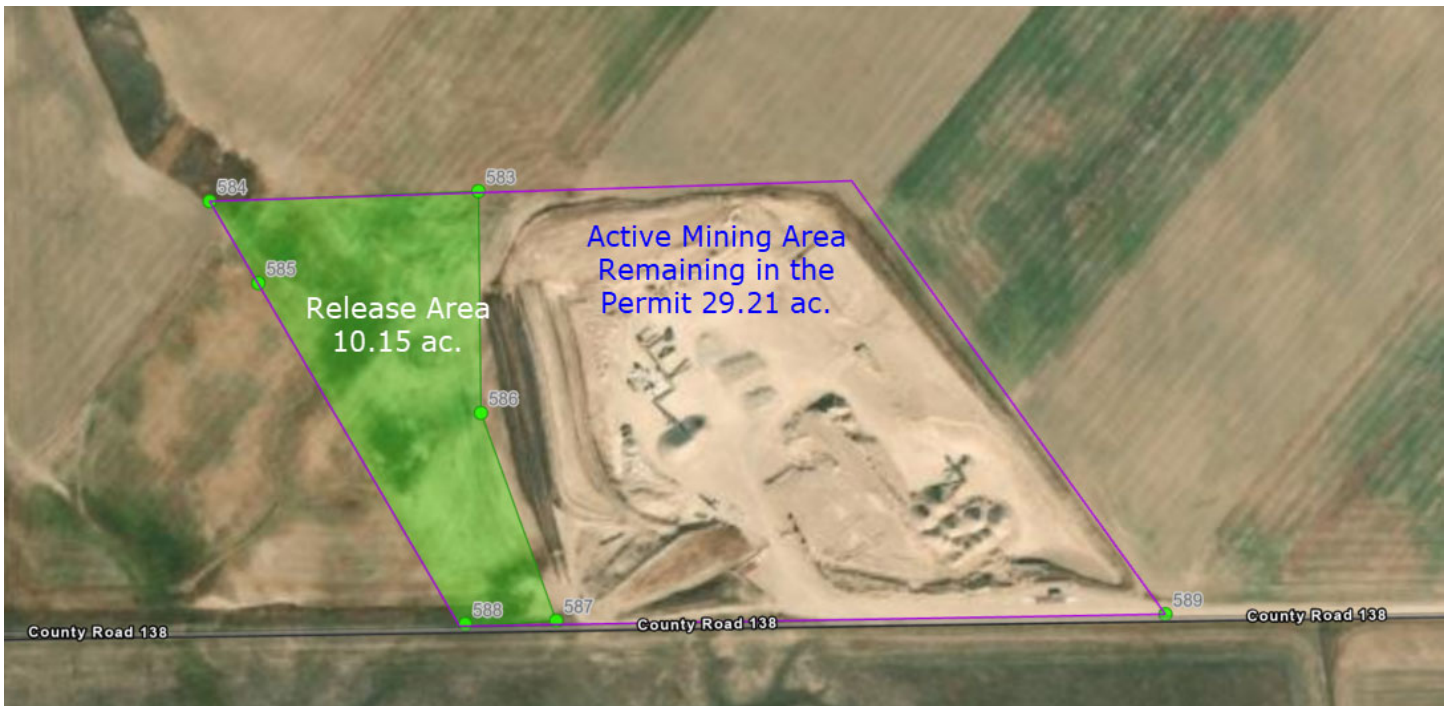 584
583
Active Mining Area
Remaining in the
Permit 29.21 ac.
585
Release Area
10.15 ac.
586
588
587
589
County Road 138
County Road 138
County Road 138